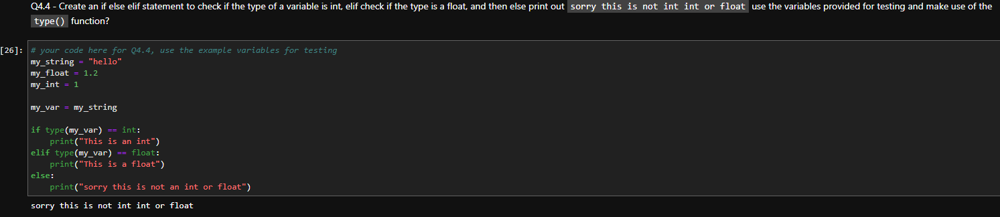 Q4.4 - Create an if else elif statement to check if the type of a variable is int, elif check if the type is a float, and then else print out sorry this is not int int or float use the variables provided for testing and make use of the
type() function?
[26]: # your code here for Q4.4, use the example variables for testing
my_string = "hello"
my_float = 1.2
my_int = 1
my_var = my_string
if type(my_var) == int:
    print("This is an int")
elif type(my_var) == float:
    print("This is a float")
else:
    print("sorry this is not an int or float")
sorry this is not int int or float